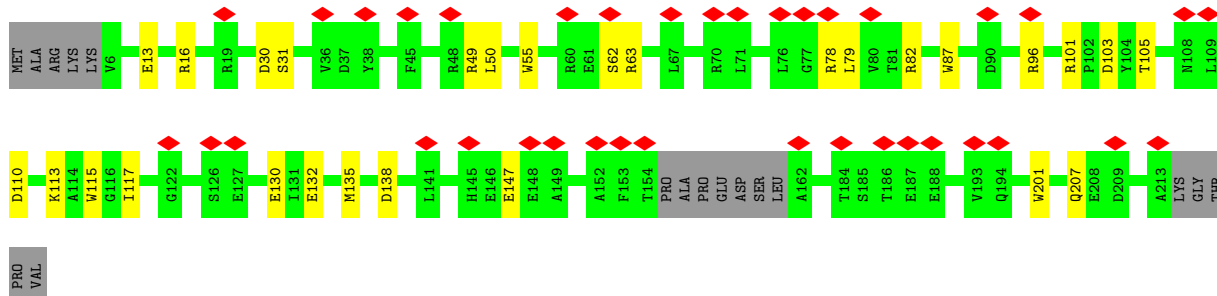 MET ALA ARG LYS LYS V6 E13 R16 R19 D30 S31 V36 D37 Y38 F45 R48 R49 L50 W55 R60 E61 S62 R63 L67 R70 L71 L76 G77 R78 L79 V80 T81 R82 W87 D90 R96 R101 P102 D103 Y104 T105 N108 L109
D110 K113 A114 W115 G116 I117 G122 S126 E127 E130 I131 E132 M135 D138 L141 H145 E146 E147 E148 A149 A152 F153 T154 PRO ALA PRO GLU ASP SER LEU A162 T184 S185 T186 E187 E188 V193 Q194 W201 Q207 E208 D209 A213 LYS GLY THR
PRO VAL